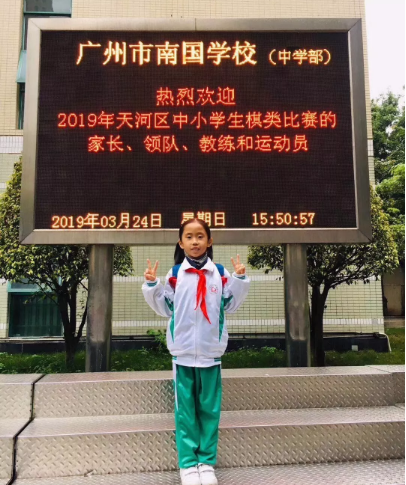 广州市南国学校（中学部）
热烈欢迎
2019年天河区中小学生棋类比赛的
家长、领队、教练和运动员
2019年03月24日 星期日 15:50:57